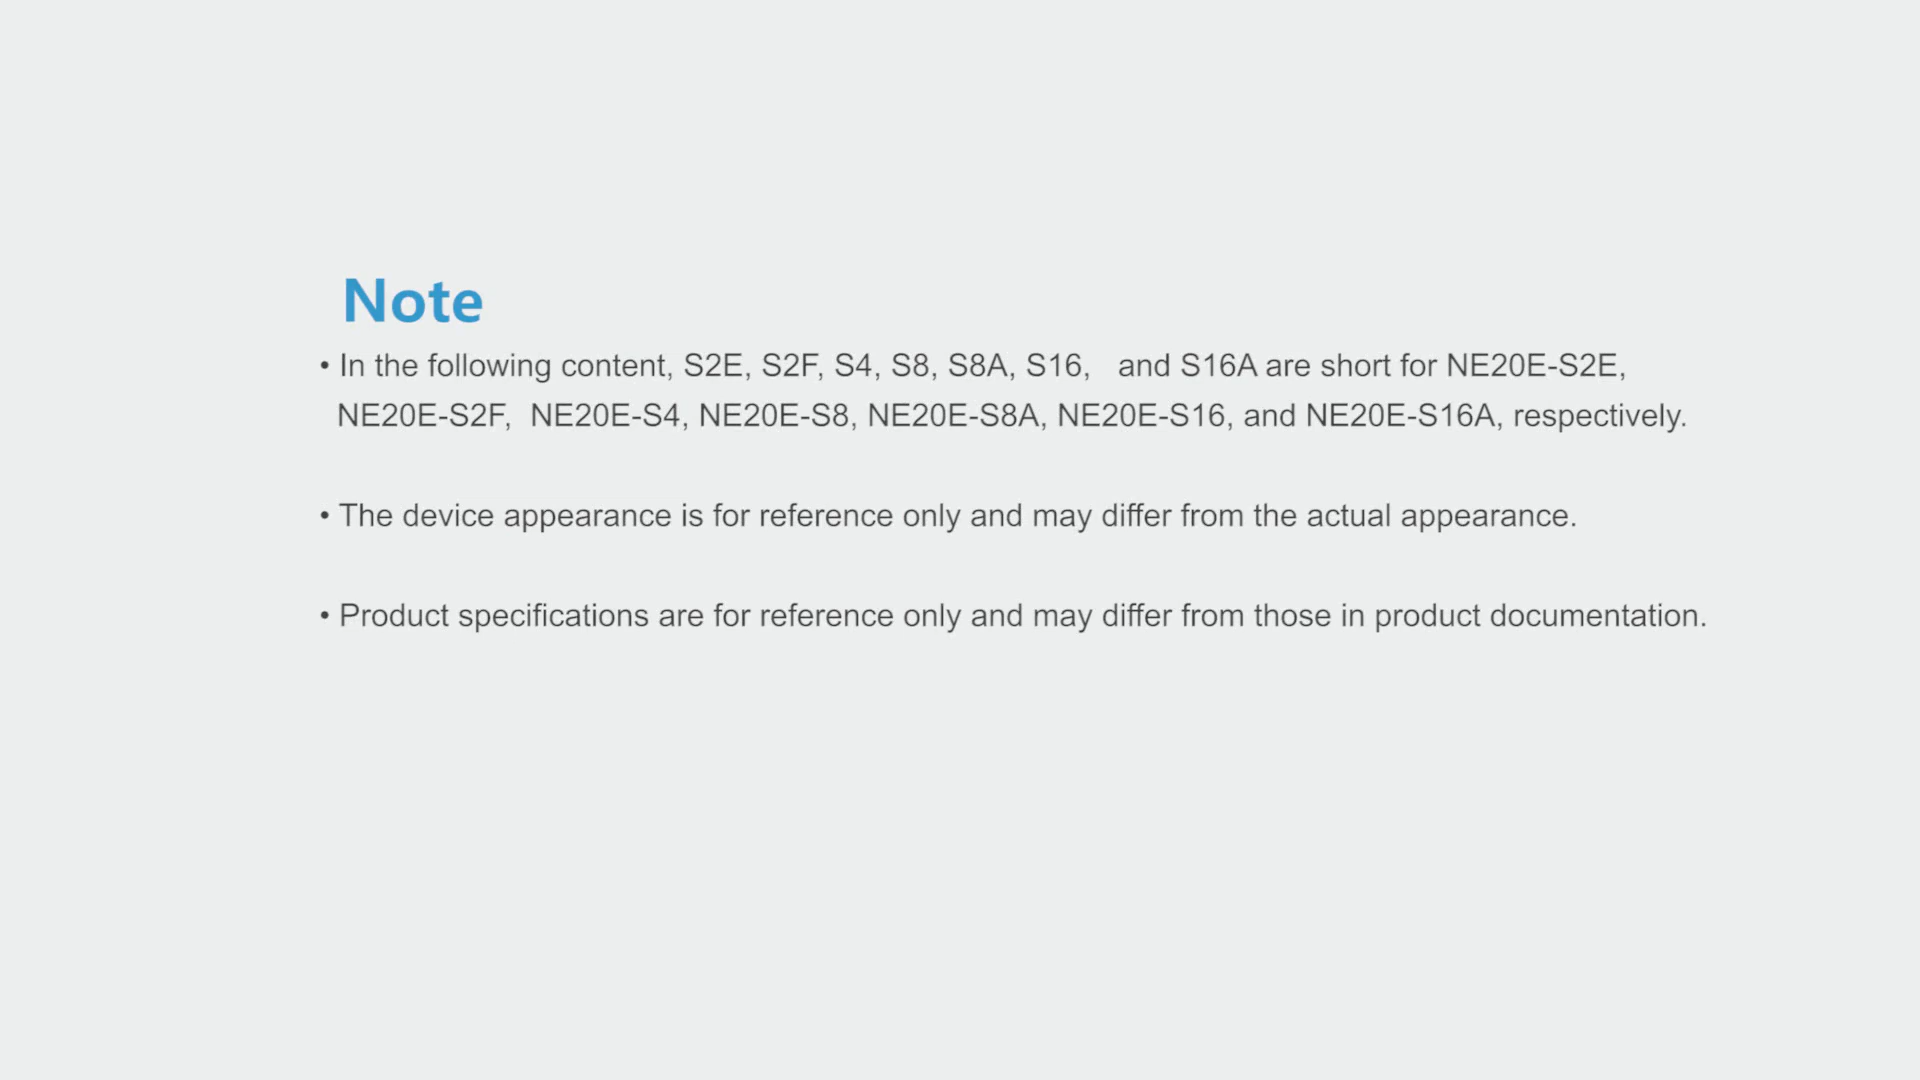 Note
• In the following content, S2E, S2F, S4, S8, S8A, S16, and S16A are short for NE20E-S2E,
NE20E-S2F, NE20E-S4, NE20E-S8, NE20E-S8A, NE20E-S16, and NE20E-S16A, respectively.
• The device appearance is for reference only and may differ from the actual appearance.
• Product specifications are for reference only and may differ from those in product documentation.